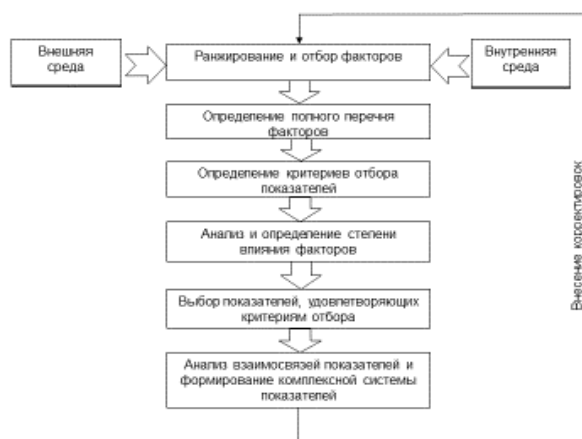 Внешняя
среда
Ранжирование и отбор факторов
Внутренняя
среда
Определение полного перечня
факторов
Определение критериев отбора
показателей
Анализ и определение степени
влияния факторов
Выбор показателей, удовлетворяющих
критериям отбора
Анализ взаимосвязей показателей и
формирование комплексной системы
показателей
Внесение корректировок